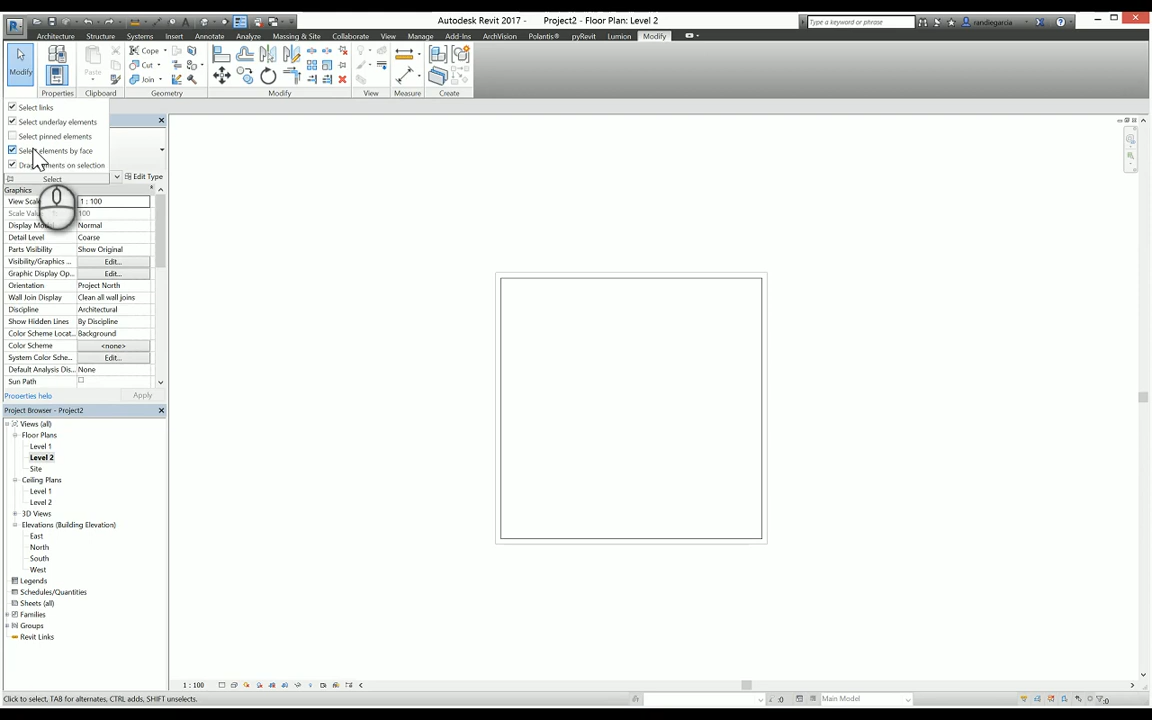 Autodesk Revit 2017 - Project2 - Floor Plan: Level 2
Type a keyword or phrase
randlegarcia
Architecture Structure Systems Insert Annotate Analyze Massing & Site Collaborate View Manage Add-Ins ArchVision Polantis® pyRevit Lumion Modify
Modify
Paste
Cope
Cut
Join
Properties Clipboard Geometry Modify View Measure Create
Select links
Select underlay elements
Select pinned elements
Select elements by face
elements on selection
Select
Edit Type
Graphics
View Scale 1 : 100
100
Display Normal
Detail Level Coarse
Parts Visibility Show Original
Visibility/Graphics ... Edit...
Graphic Display Op... Edit...
Orientation Project North
Wall Join Display Clean all wall joins
Discipline Architectural
Show Hidden Lines By Discipline
Color Scheme Locat... Background
Color Scheme <none>
System Color Sche... Edit...
Default Analysis Dis... None
Sun Path
Properties help Apply
Project Browser - Project2
Views (all)
Floor Plans
Level 1
Level 2
Site
Ceiling Plans
Level 1
Level 2
3D Views
Elevations (Building Elevation)
East
North
South
West
Legends
Schedules/Quantities
Sheets (all)
Families
Groups
Revit Links
1 : 100
Click to select, TAB for alternates, CTRL adds, SHIFT unselects.
:0
Main Model
:0